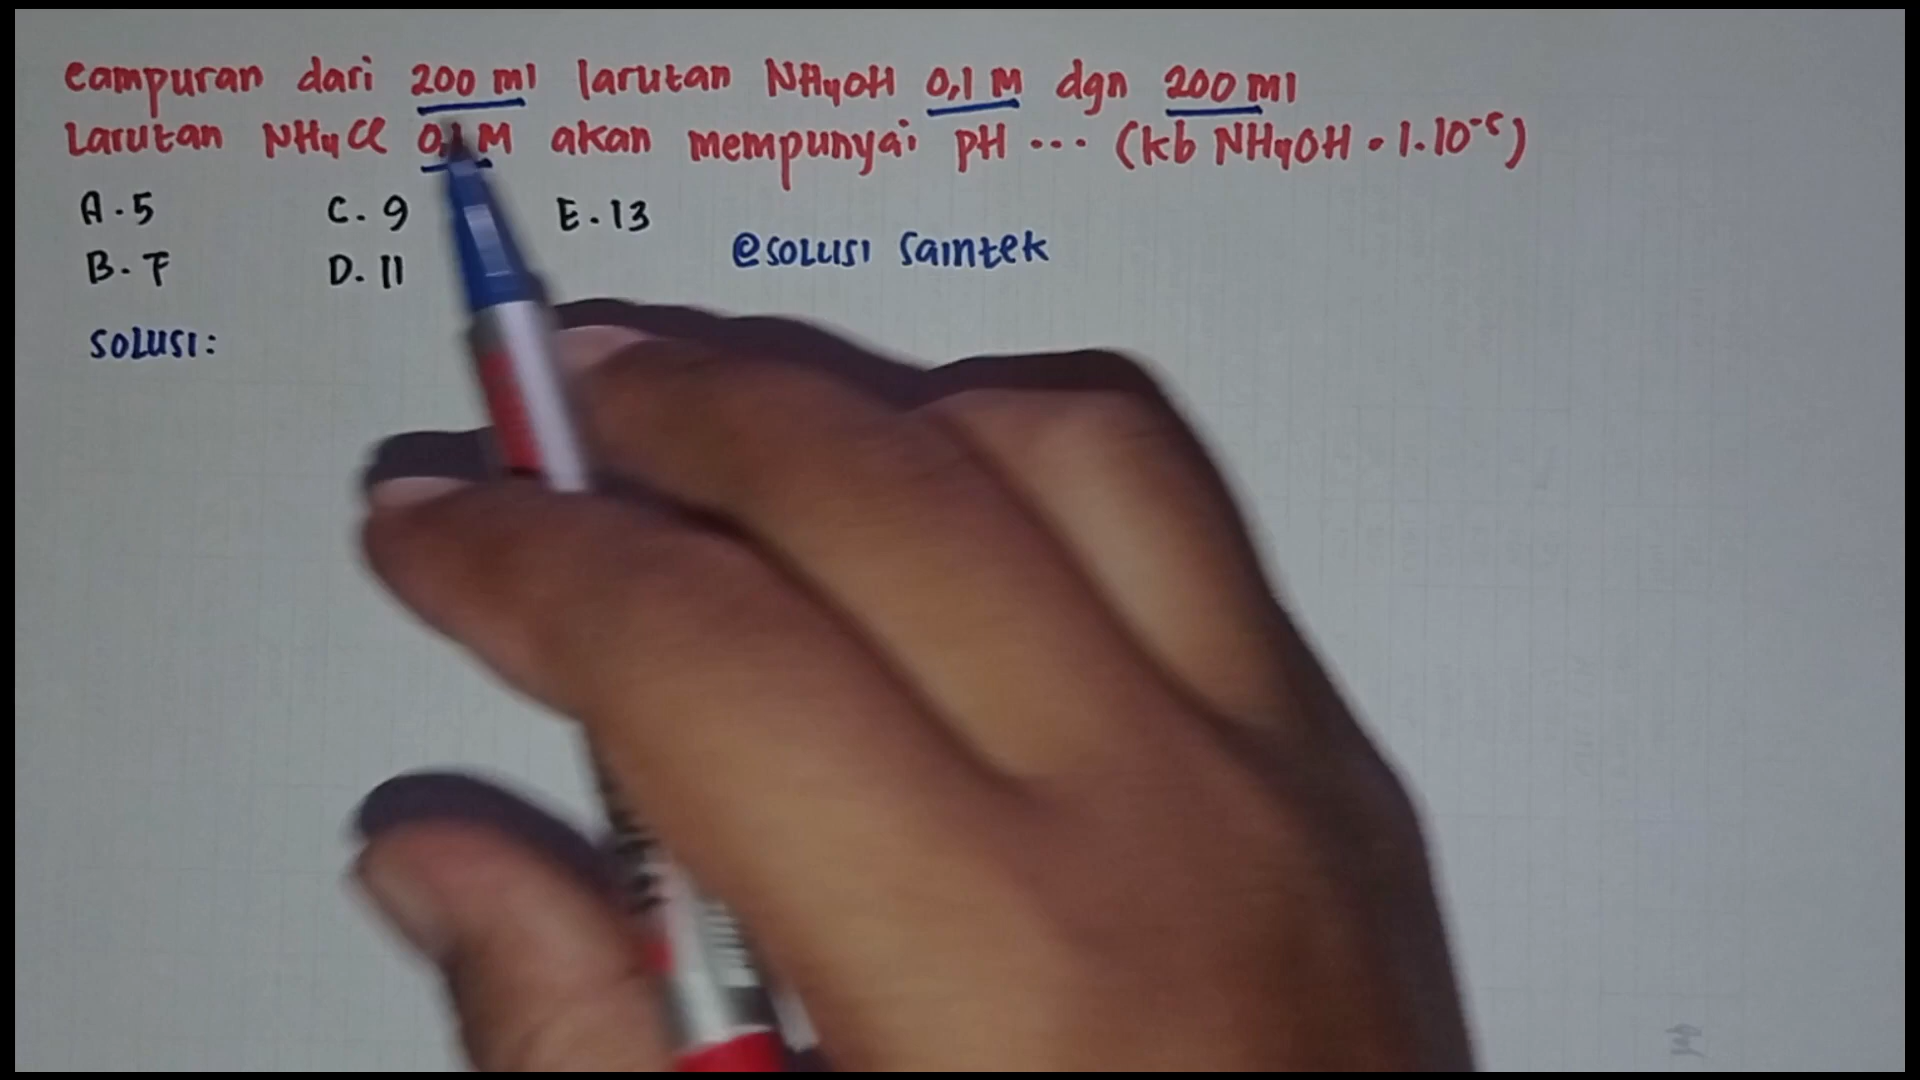 campuran dari 200 ml larutan NH4OH 0,1 M dgn 200 ml
Larutan NH4Cl 0,1 M akan mempunyai pH ... (kb NH4OH = 1.10⁻⁵)
A. 5 C. 9 E. 13
B. 7 D. 11
@SOLUSI SAINTEK
SOLUSI: